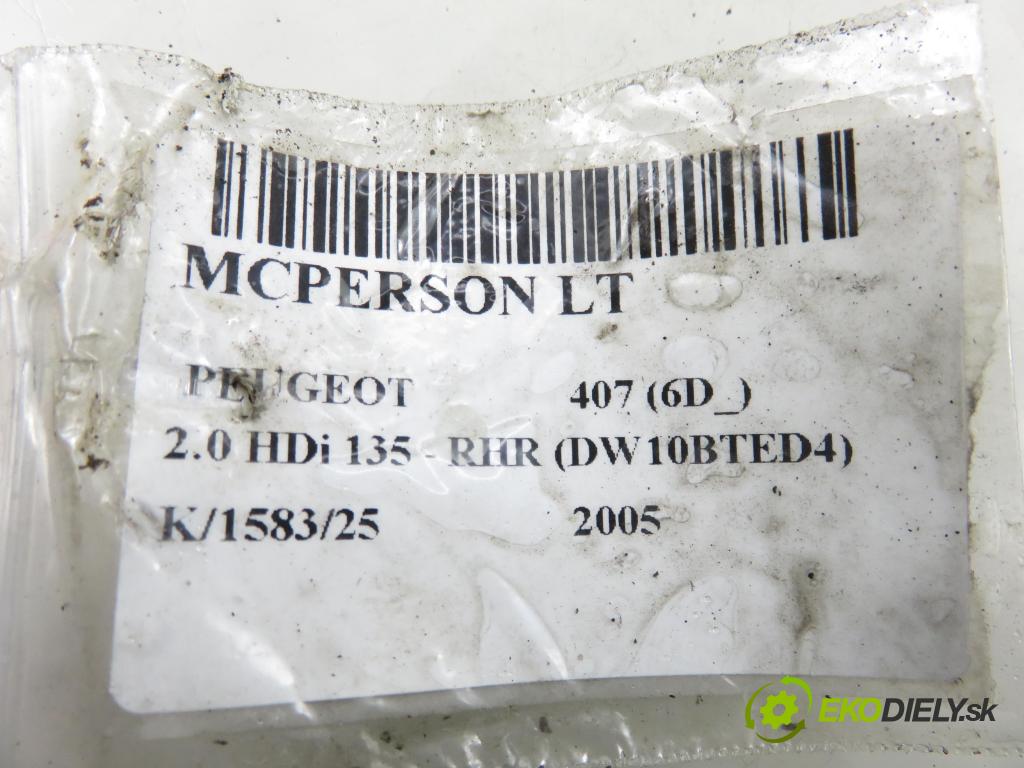 MCPERSON LT
PEUGEOT 407 (6D_)
2.0 HDi 135 - RHR (DW10BTED4)
K/1583/25 2005
EKODIELY.sk